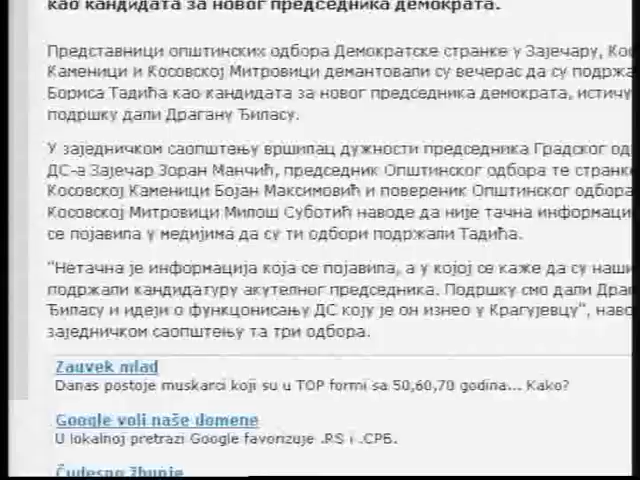 као кандидата за новог председника демократа.
Представници општинских одбора Демократске странке у Зајечару, Кос
Каменици и Косовској Митровици демантовали су вечерас да су подржа
Бориса Тадића као кандидата за новог председника демократа, истичу
подршку дали Драгану Ђиласу.
У заједничком саопштењу вршилац дужности председника Градског од
ДС-а Зајечар Зоран Манчић, председник Општинског одбора те странке
Косовској Каменици Бојан Максимовић и повереник Општинског одбора
Косовској Митровици Милош Суботић наводе да није тачна информаци
се појавила у медијима да су ти одбори подржали Тадића.
"Нетачна је информација која се појавила, а у којој се каже да су наши
подржали кандидатуру акутелног председника. Подршку смо дали Драг
Ђиласу и идеји о функционисању ДС коју је он изнео у Крагујевцу", наво
заједничком саопштењу та три одбора.
Zauvek mlad
Danas postoje muskarci koji su u TOP formi sa 50,60,70 godina... Kako?
Google voli naše domene
U lokalnoj pretrazi Google favorizuje .RS i .СРБ.
Čudesno žbunje